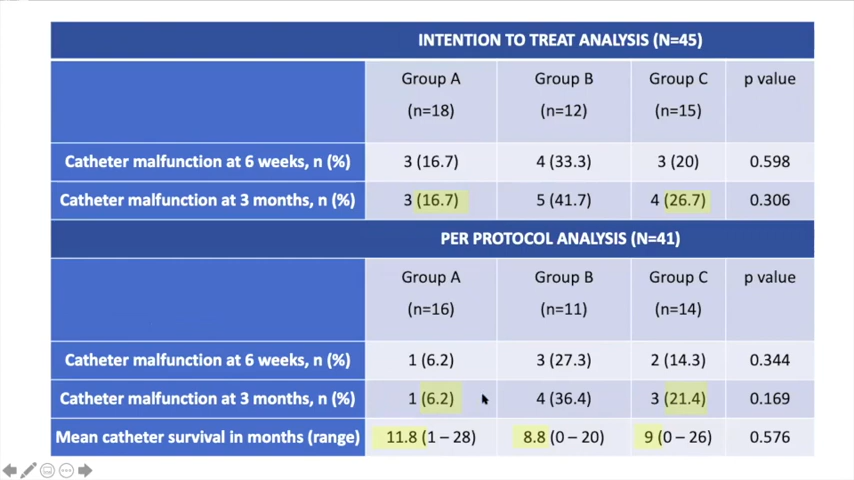 INTENTION TO TREAT ANALYSIS (N=45)
Group A Group B Group C p value
(n=18) (n=12) (n=15)
Catheter malfunction at 6 weeks, n (%) 3 (16.7) 4 (33.3) 3 (20) 0.598
Catheter malfunction at 3 months, n (%) 3 (16.7) 5 (41.7) 4 (26.7) 0.306
PER PROTOCOL ANALYSIS (N=41)
Group A Group B Group C p value
(n=16) (n=11) (n=14)
Catheter malfunction at 6 weeks, n (%) 1 (6.2) 3 (27.3) 2 (14.3) 0.344
Catheter malfunction at 3 months, n (%) 1 (6.2) 4 (36.4) 3 (21.4) 0.169
Mean catheter survival in months (range) 11.8 (1 – 28) 8.8 (0 – 20) 9 (0 – 26) 0.576